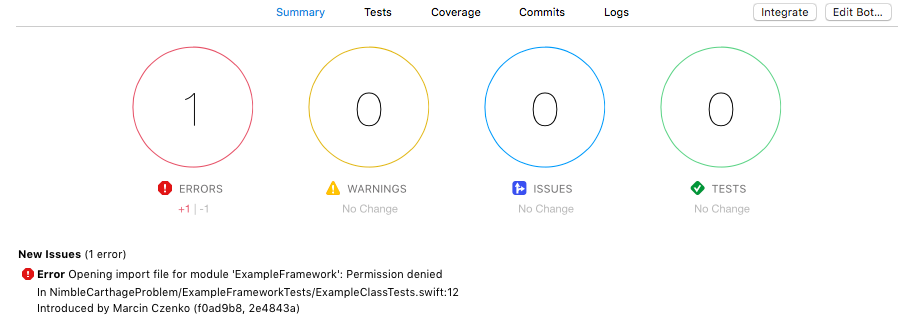 Summary Tests Coverage Commits Logs Integrate Edit Bot...
1 0 0 0
ERRORS WARNINGS ISSUES TESTS
+1 | -1 No Change No Change No Change
New Issues (1 error)
Error Opening import file for module 'ExampleFramework': Permission denied
In NimbleCarthageProblem/ExampleFrameworkTests/ExampleClassTests.swift:12
Introduced by Marcin Czenko (f0ad9b8, 2e4843a)